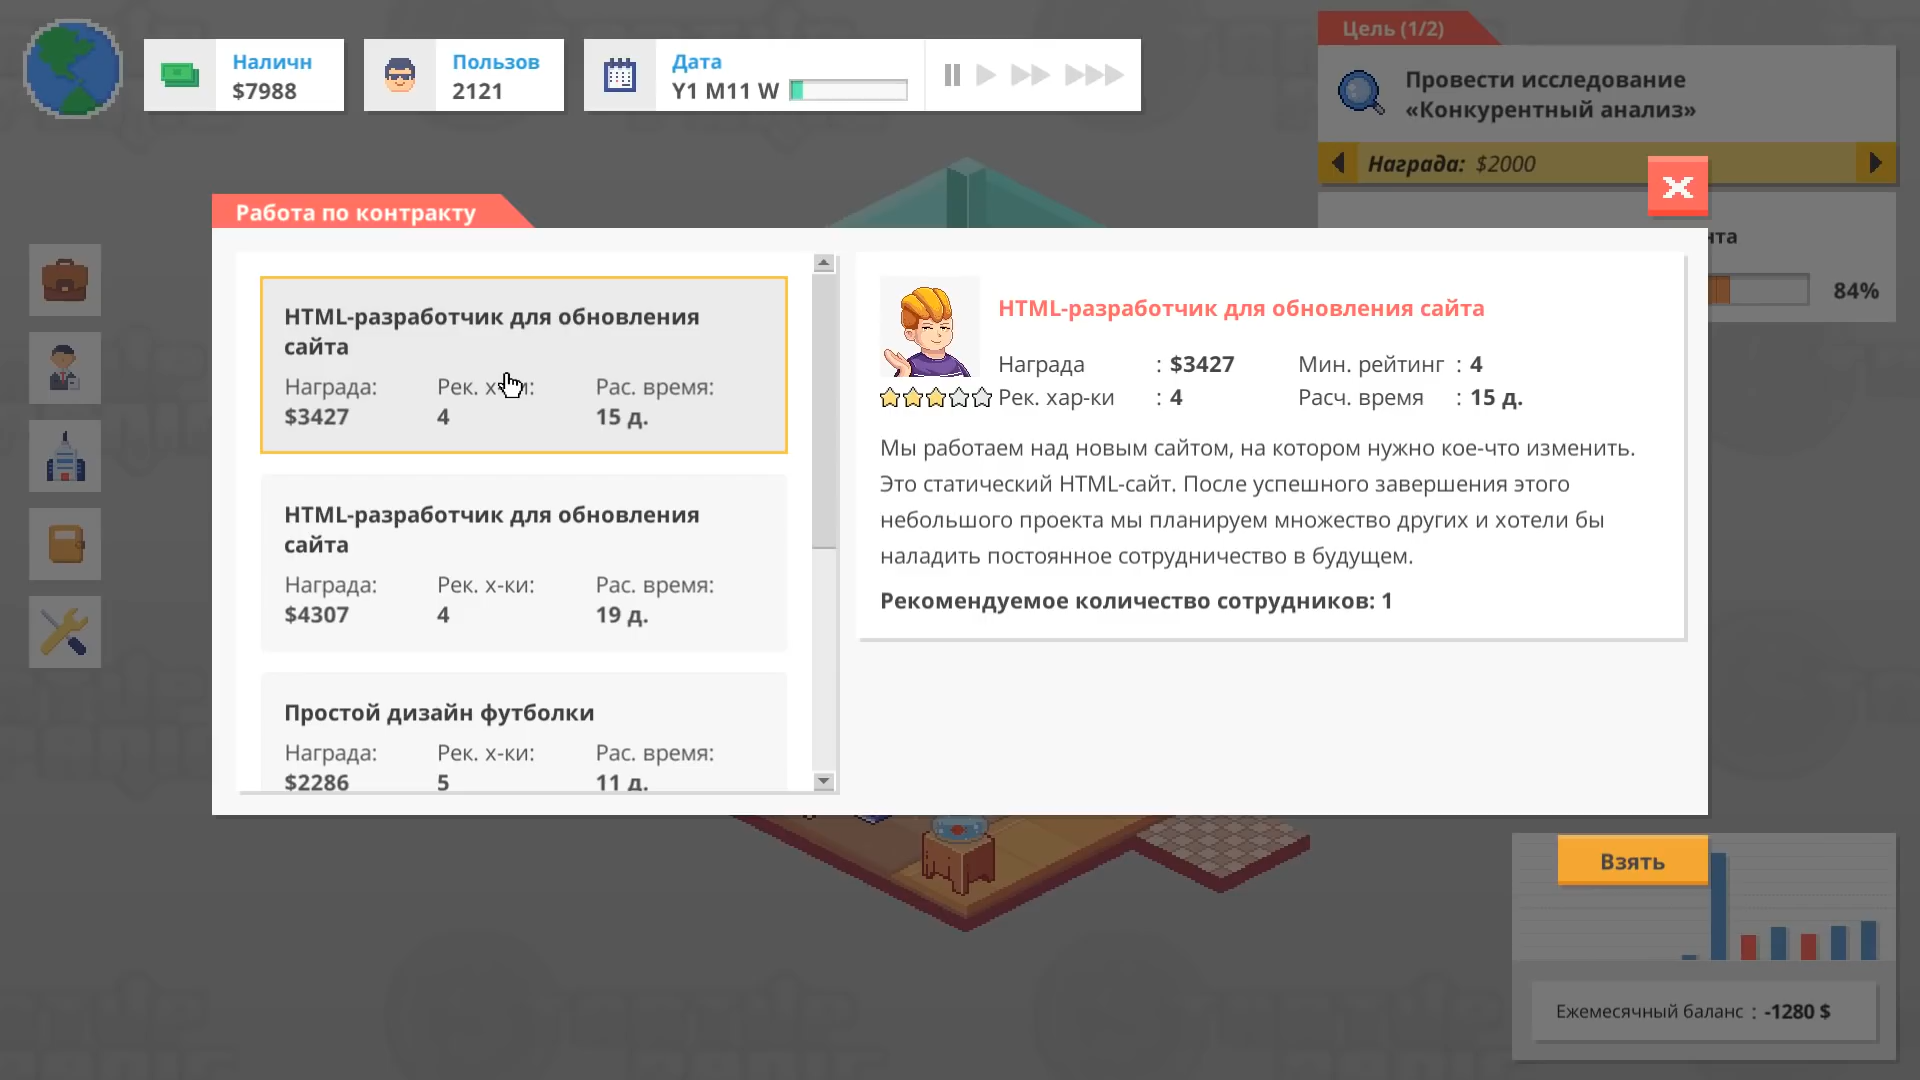 Наличн
$7988
Пользов
2121
Дата
Y1 M11 W
Цель (1/2)
Провести исследование
«Конкурентный анализ»
Награда: $2000
нта
84%
Работа по контракту
HTML-разработчик для обновления
сайта
Награда: Рек. х-ки: Рас. время:
$3427 4 15 д.
HTML-разработчик для обновления
сайта
Награда: Рек. х-ки: Рас. время:
$4307 4 19 д.
Простой дизайн футболки
Награда: Рек. х-ки: Рас. время:
$2286 5 11 д.
HTML-разработчик для обновления сайта
Награда : $3427 Мин. рейтинг : 4
Рек. хар-ки : 4 Расч. время : 15 д.
Мы работаем над новым сайтом, на котором нужно кое-что изменить.
Это статический HTML-сайт. После успешного завершения этого
небольшого проекта мы планируем множество других и хотели бы
наладить постоянное сотрудничество в будущем.
Рекомендуемое количество сотрудников: 1
Взять
Ежемесячный баланс : -1280 $